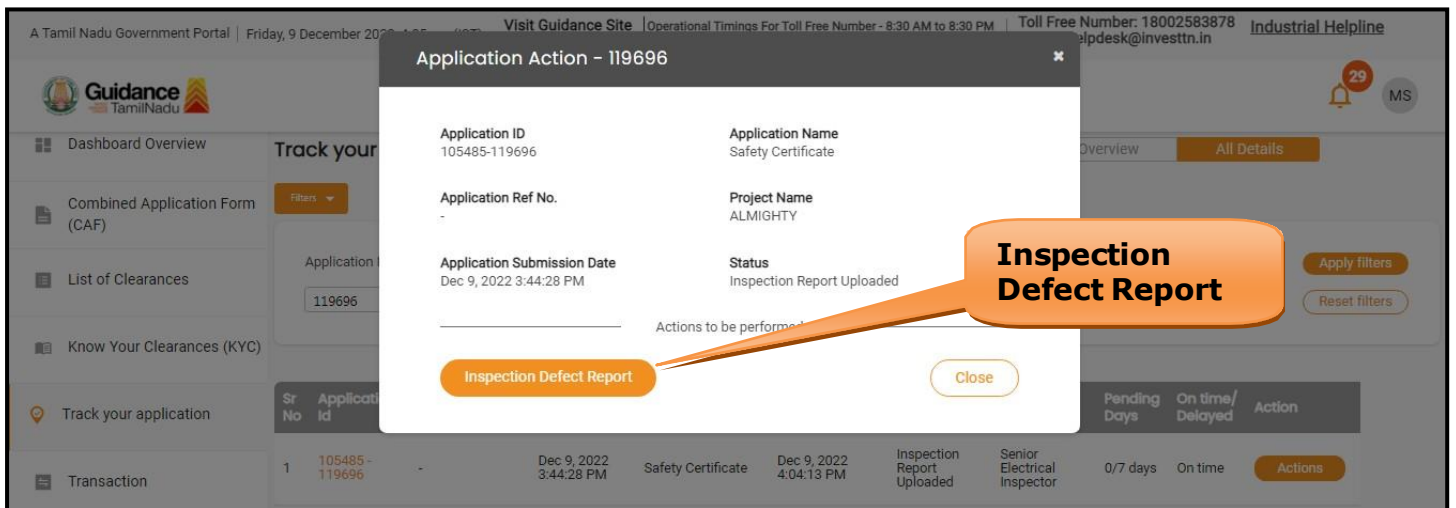 A Tamil Nadu Government Portal | Friday, 9 December
Visit Guidance Site | Operational Timings For Toll Free Number - 8:30 AM to 8:30 PM | Toll Free Number: 18002583878
elpdesk@investtn.in
Industrial Helpline
Guidance
TamilNadu
29
MS
Application Action - 119696
×
Application ID
105485-119696
Application Name
Safety Certificate
Application Ref No.
-
Project Name
ALMIGHTY
Application Submission Date
Dec 9, 2022 3:44:28 PM
Status
Inspection Report Uploaded
Actions to be performed
Inspection Defect Report
Close
Inspection
Defect Report
Dashboard Overview
Combined Application Form
(CAF)
List of Clearances
Know Your Clearances (KYC)
Track your application
Transaction
Track your
Overview
All Details
Filters
Application
119696
Apply filters
Reset filters
Sr
No
Applicati
Id
Pending
Days
On time/
Delayed
Action
1
105485 -
119696
-
Dec 9, 2022
3:44:28 PM
Safety Certificate
Dec 9, 2022
4:04:13 PM
Inspection
Report
Uploaded
Senior
Electrical
Inspector
0/7 days
On time
Actions